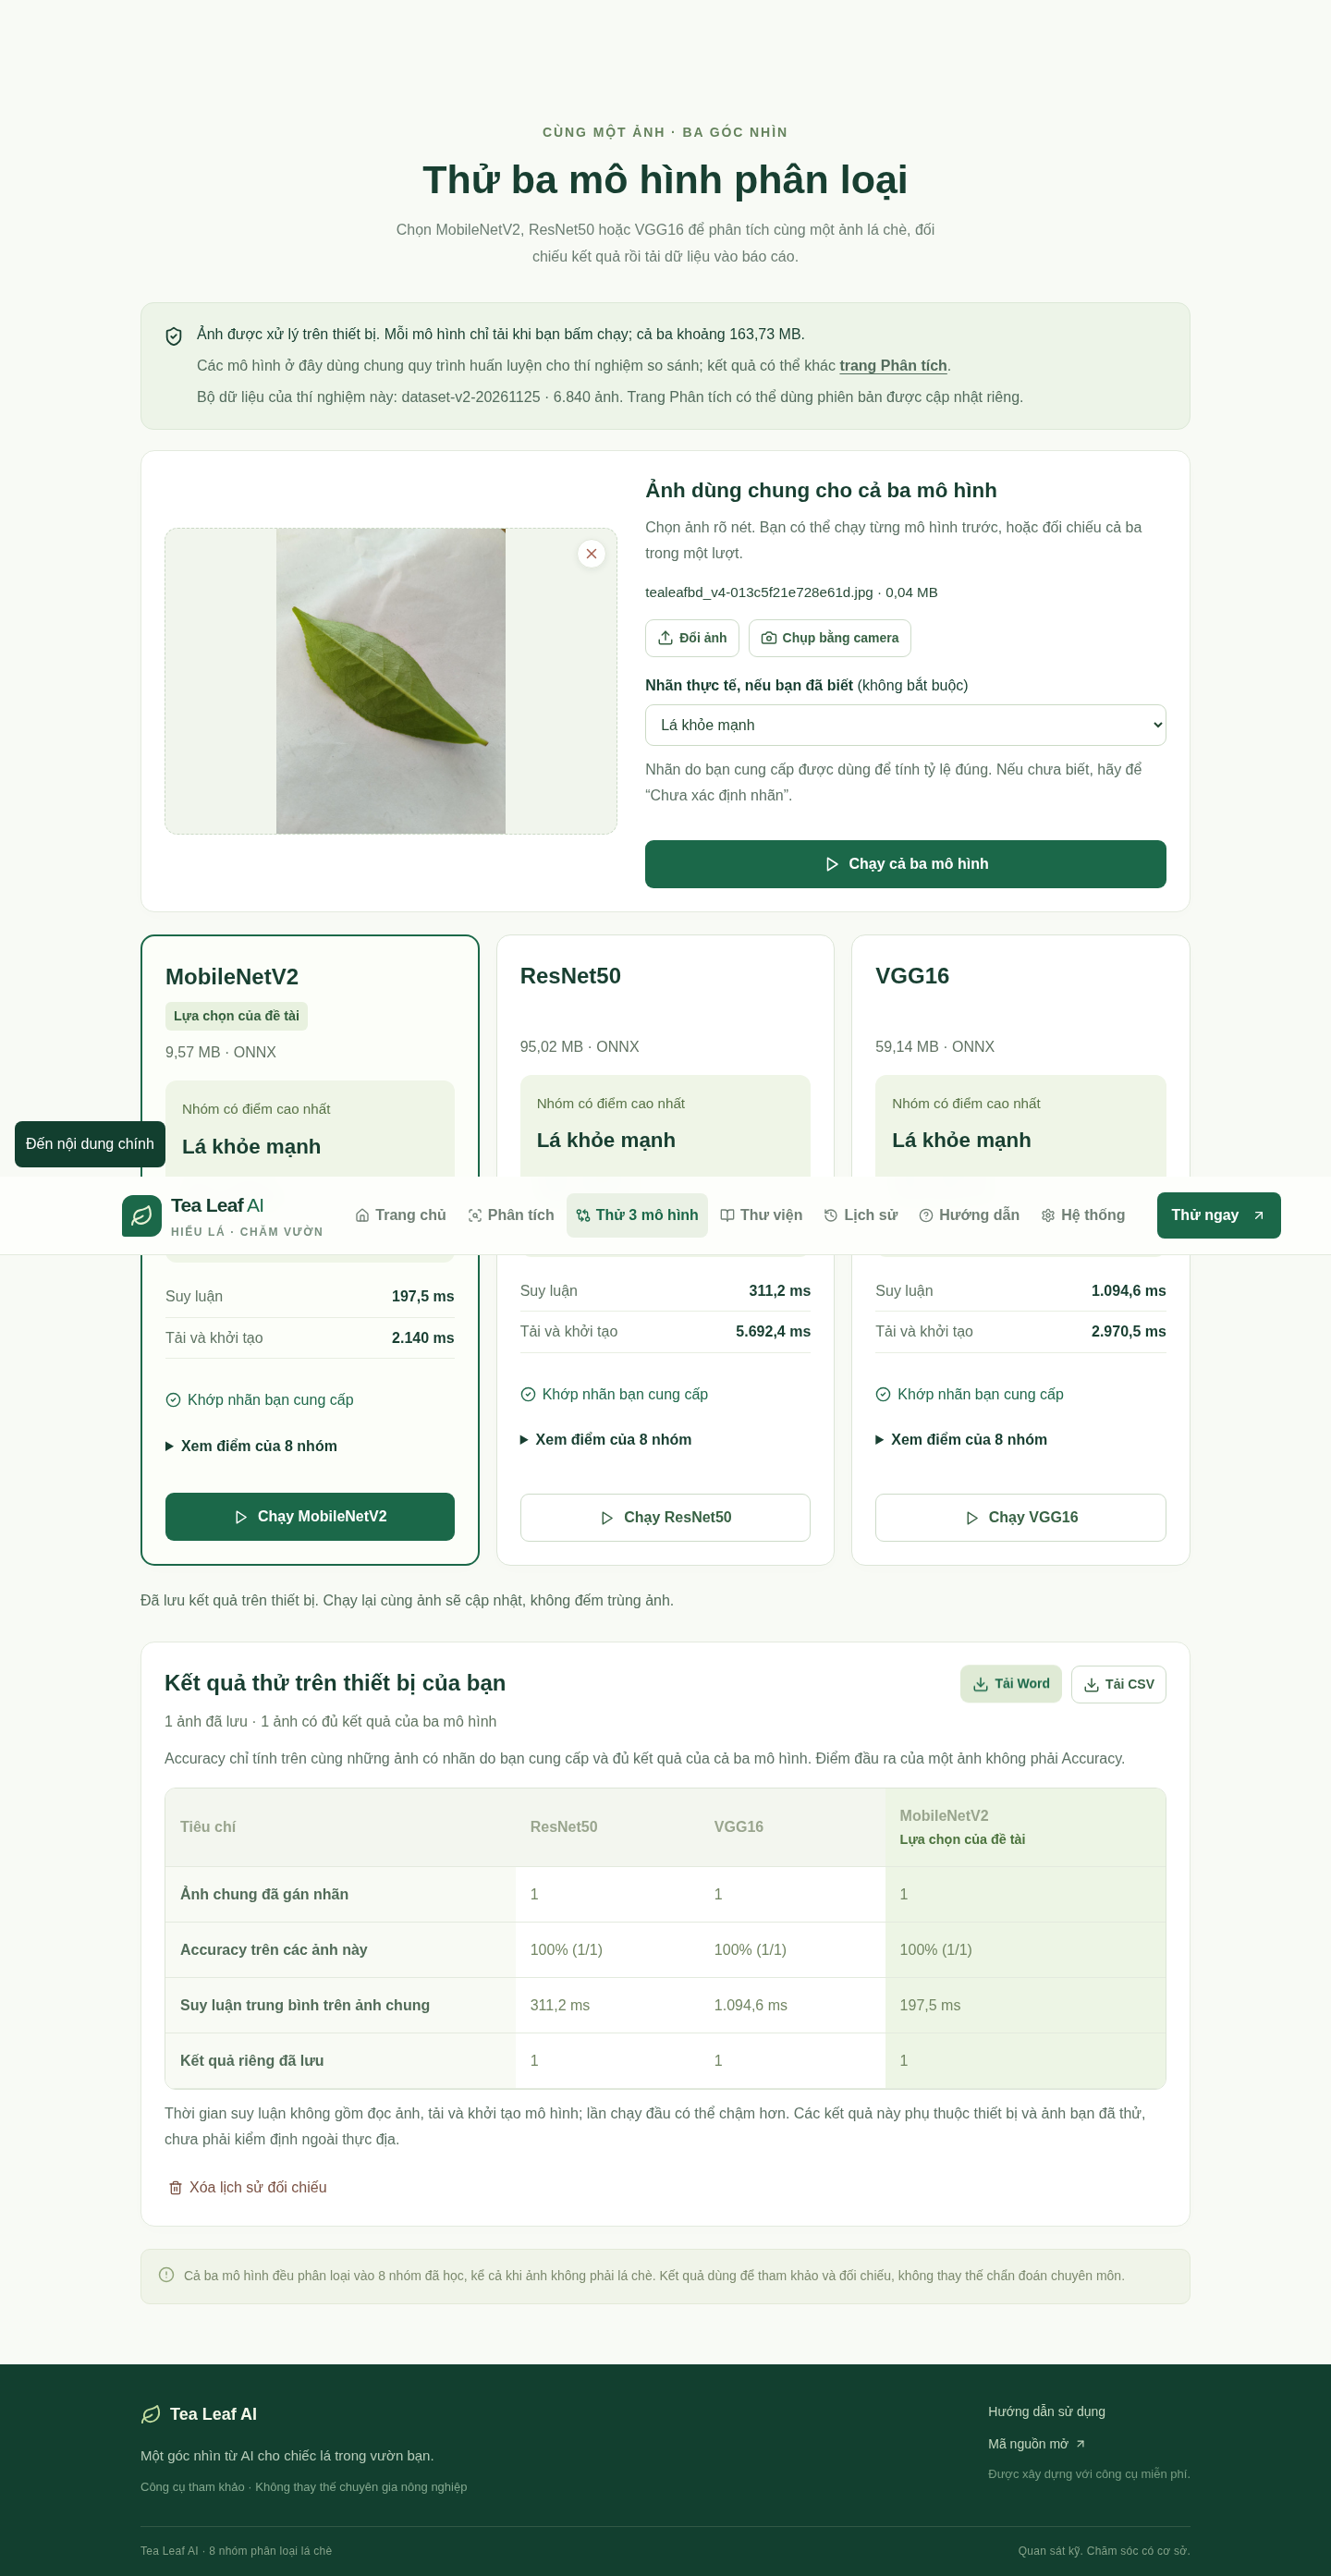 CÙNG MỘT ẢNH · BA GÓC NHÌN
Thử ba mô hình phân loại
Chọn MobileNetV2, ResNet50 hoặc VGG16 để phân tích cùng một ảnh lá chè, đối
chiếu kết quả rồi tải dữ liệu vào báo cáo.
Ảnh được xử lý trên thiết bị. Mỗi mô hình chỉ tải khi bạn bấm chạy; cả ba khoảng 163,73 MB.
Các mô hình ở đây dùng chung quy trình huấn luyện cho thí nghiệm so sánh; kết quả có thể khác trang Phân tích.
Bộ dữ liệu của thí nghiệm này: dataset-v2-20261125 · 6.840 ảnh. Trang Phân tích có thể dùng phiên bản được cập nhật riêng.
Ảnh dùng chung cho cả ba mô hình
Chọn ảnh rõ nét. Bạn có thể chạy từng mô hình trước, hoặc đối chiếu cả ba
trong một lượt.
tealeafbd_v4-013c5f21e728e61d.jpg · 0,04 MB
Đổi ảnh
Chụp bằng camera
Nhãn thực tế, nếu bạn đã biết (không bắt buộc)
Lá khỏe mạnh
Nhãn do bạn cung cấp được dùng để tính tỷ lệ đúng. Nếu chưa biết, hãy để
“Chưa xác định nhãn”.
Chạy cả ba mô hình
MobileNetV2
Lựa chọn của đề tài
9,57 MB · ONNX
Nhóm có điểm cao nhất
Lá khỏe mạnh
ResNet50
95,02 MB · ONNX
Nhóm có điểm cao nhất
Lá khỏe mạnh
VGG16
59,14 MB · ONNX
Nhóm có điểm cao nhất
Lá khỏe mạnh
Đến nội dung chính
Tea Leaf AI
HIỂU LÁ · CHĂM VƯỜN
Trang chủ
Phân tích
Thử 3 mô hình
Thư viện
Lịch sử
Hướng dẫn
Hệ thống
Thử ngay
Suy luận 197,5 ms
Tải và khởi tạo 2.140 ms
Khớp nhãn bạn cung cấp
Xem điểm của 8 nhóm
Chạy MobileNetV2
Suy luận 311,2 ms
Tải và khởi tạo 5.692,4 ms
Khớp nhãn bạn cung cấp
Xem điểm của 8 nhóm
Chạy ResNet50
Suy luận 1.094,6 ms
Tải và khởi tạo 2.970,5 ms
Khớp nhãn bạn cung cấp
Xem điểm của 8 nhóm
Chạy VGG16
Đã lưu kết quả trên thiết bị. Chạy lại cùng ảnh sẽ cập nhật, không đếm trùng ảnh.
Kết quả thử trên thiết bị của bạn
Tải Word
Tải CSV
1 ảnh đã lưu · 1 ảnh có đủ kết quả của ba mô hình
Accuracy chỉ tính trên cùng những ảnh có nhãn do bạn cung cấp và đủ kết quả của cả ba mô hình. Điểm đầu ra của một ảnh không phải Accuracy.
Tiêu chí ResNet50 VGG16 MobileNetV2
Lựa chọn của đề tài
Ảnh chung đã gán nhãn 1 1 1
Accuracy trên các ảnh này 100% (1/1) 100% (1/1) 100% (1/1)
Suy luận trung bình trên ảnh chung 311,2 ms 1.094,6 ms 197,5 ms
Kết quả riêng đã lưu 1 1 1
Thời gian suy luận không gồm đọc ảnh, tải và khởi tạo mô hình; lần chạy đầu có thể chậm hơn. Các kết quả này phụ thuộc thiết bị và ảnh bạn đã thử,
chưa phải kiểm định ngoài thực địa.
Xóa lịch sử đối chiếu
Cả ba mô hình đều phân loại vào 8 nhóm đã học, kể cả khi ảnh không phải lá chè. Kết quả dùng để tham khảo và đối chiếu, không thay thế chẩn đoán chuyên môn.
Tea Leaf AI
Một góc nhìn từ AI cho chiếc lá trong vườn bạn.
Công cụ tham khảo · Không thay thế chuyên gia nông nghiệp
Hướng dẫn sử dụng
Mã nguồn mở
Được xây dựng với công cụ miễn phí.
Tea Leaf AI · 8 nhóm phân loại lá chè
Quan sát kỹ. Chăm sóc có cơ sở.